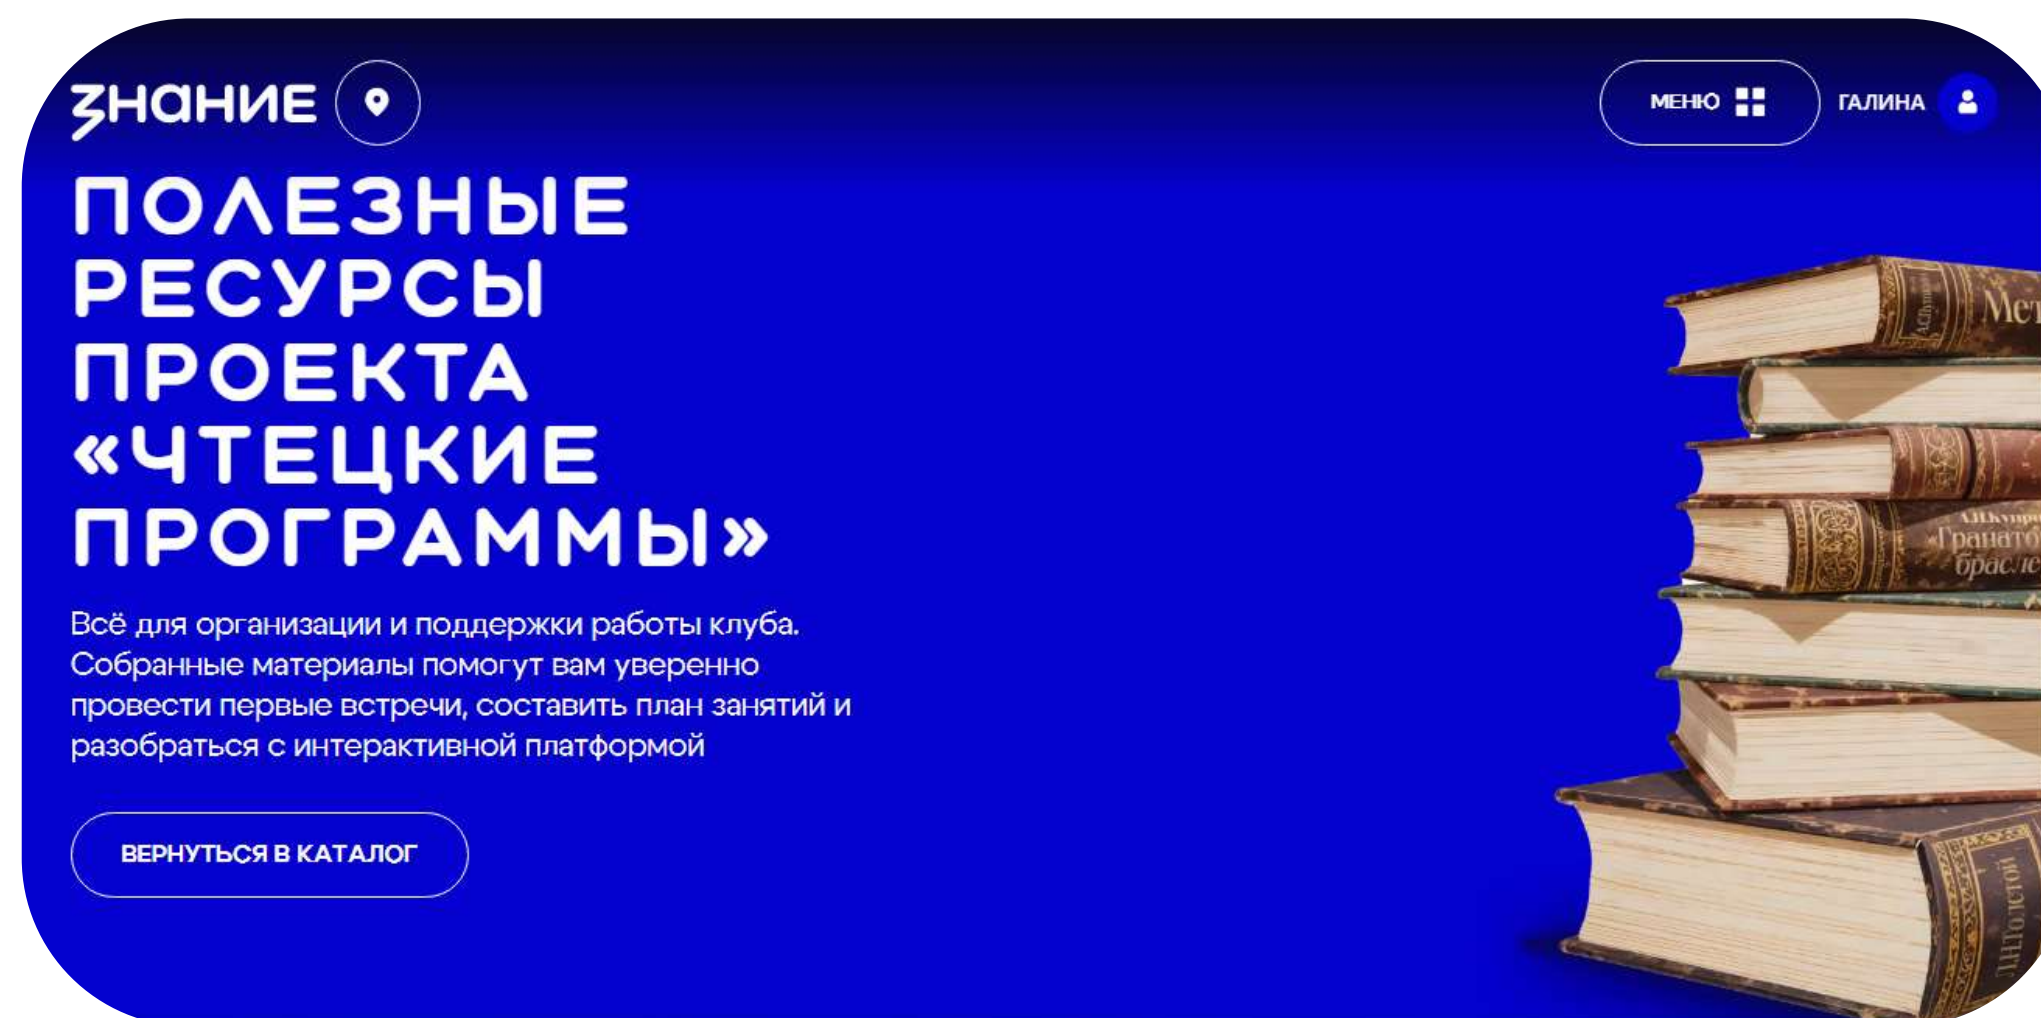 знание
МЕНЮ
ГАЛИНА
ПОЛЕЗНЫЕ
РЕСУРСЫ
ПРОЕКТА
«ЧТЕЦКИЕ
ПРОГРАММЫ»
Всё для организации и поддержки работы клуба.
Собранные материалы помогут вам уверенно
провести первые встречи, составить план занятий и
разобраться с интерактивной платформой
ВЕРНУТЬСЯ В КАТАЛОГ
Л.Н.Толстой